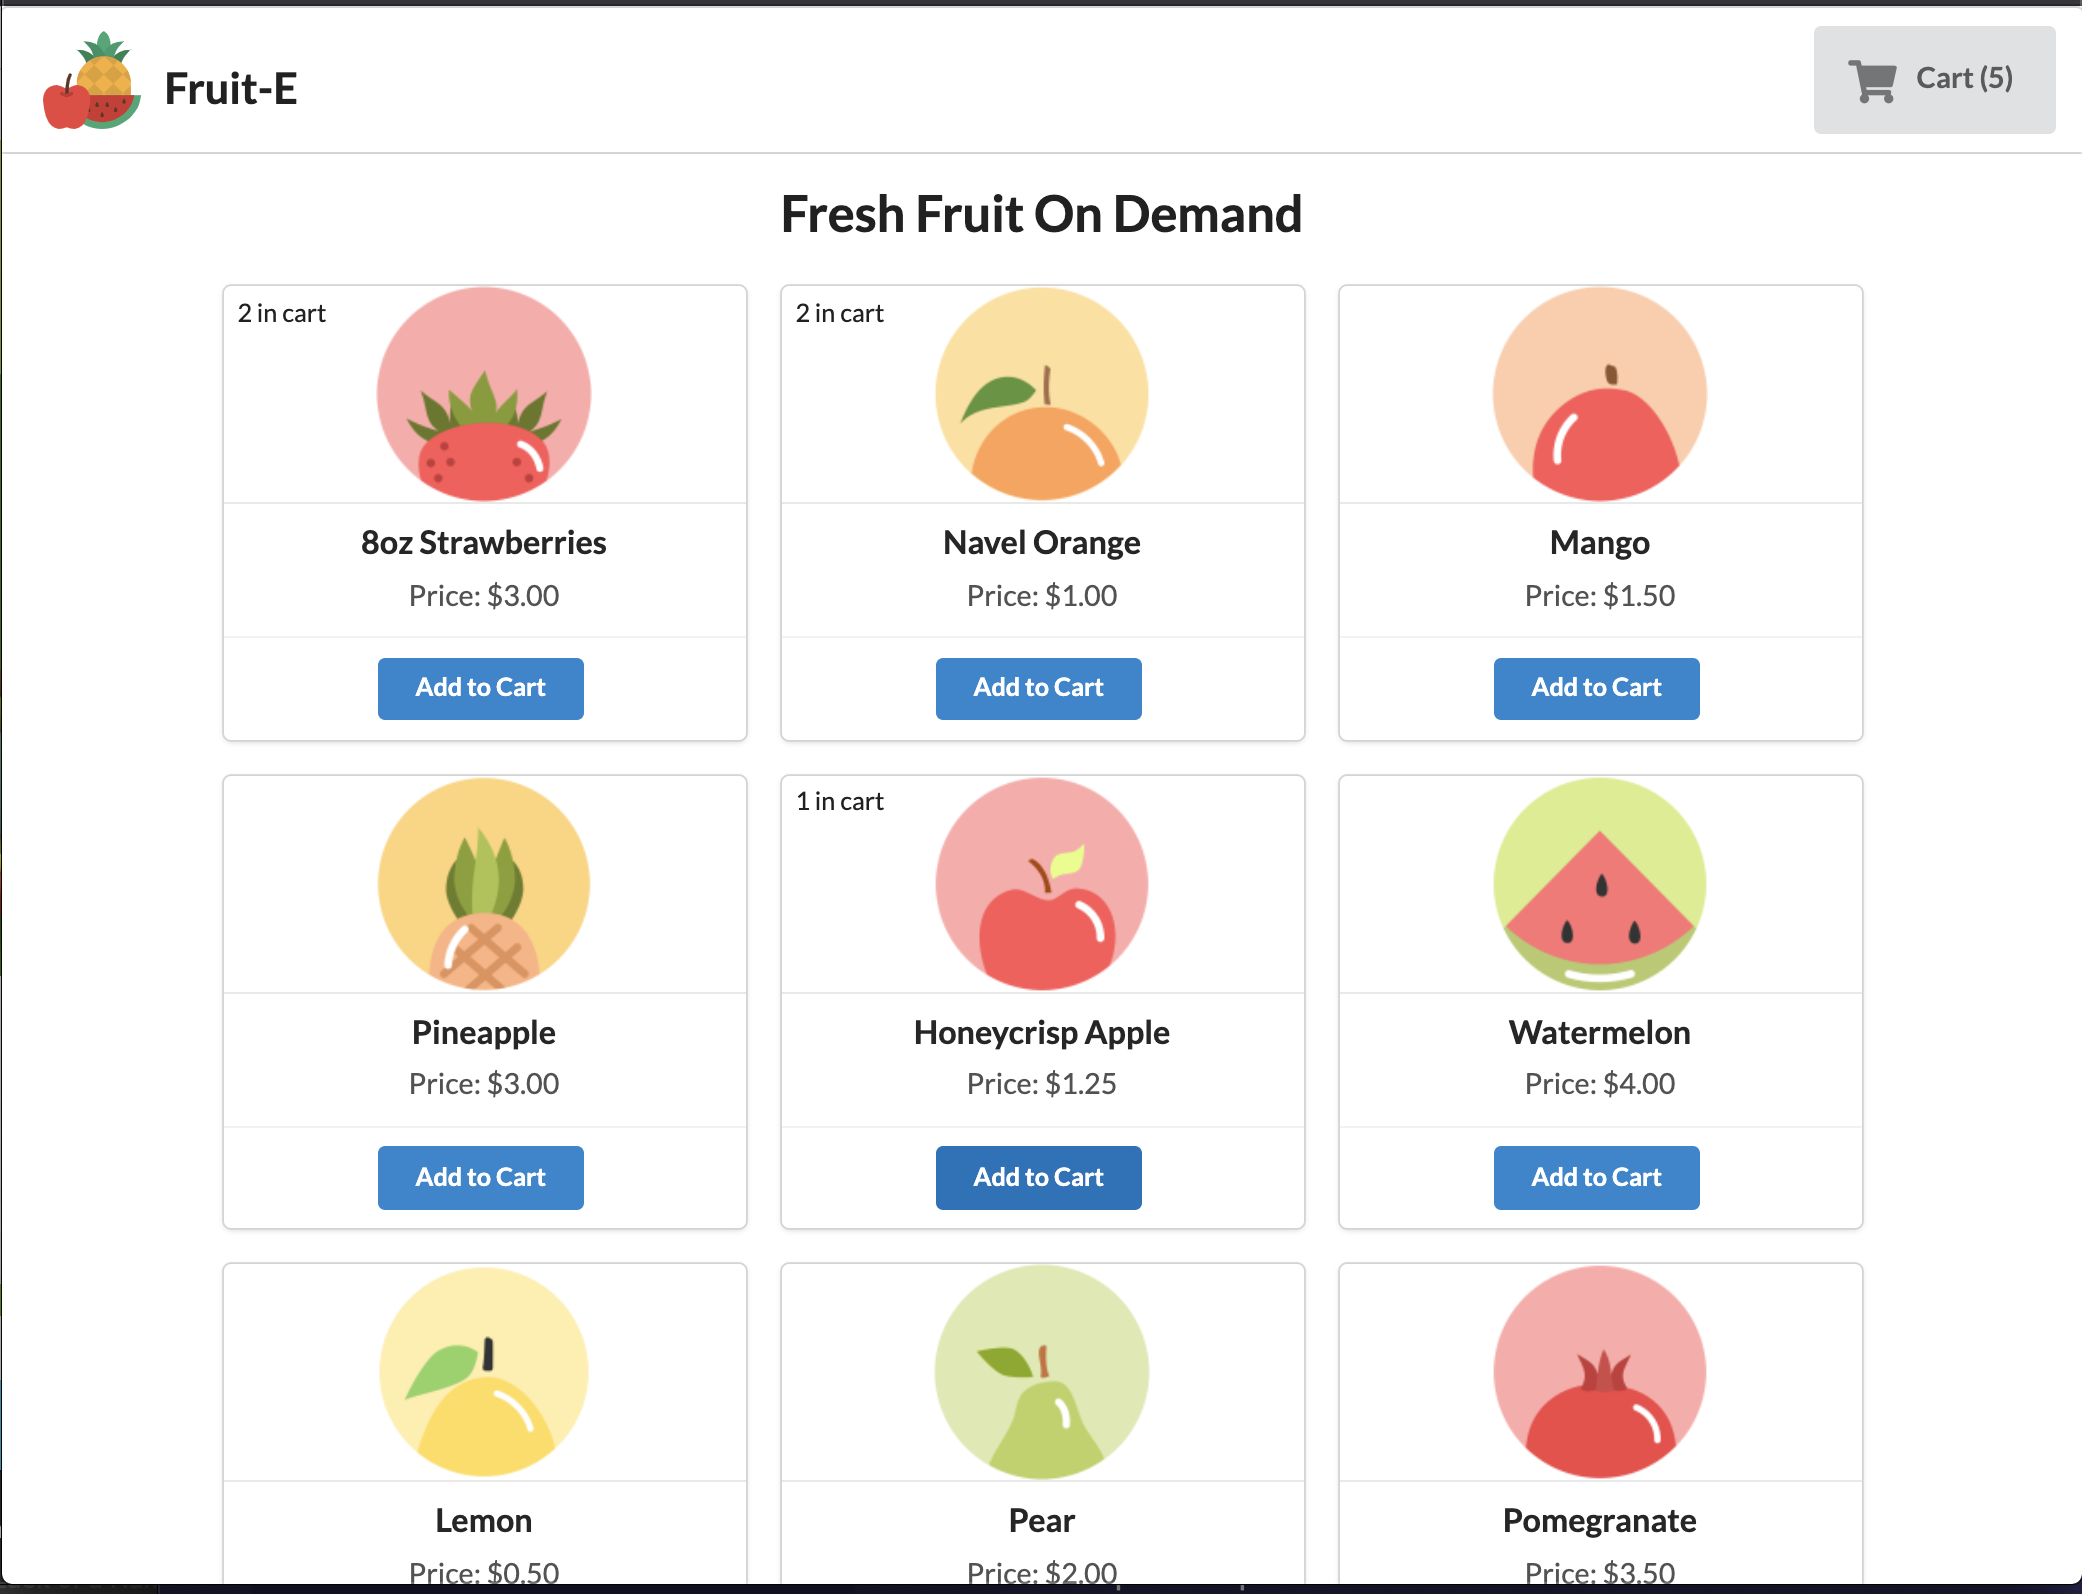 Fruit-E
Cart (5)
Fresh Fruit On Demand
2 in cart
8oz Strawberries
Price: $3.00
Add to Cart
2 in cart
Navel Orange
Price: $1.00
Add to Cart
Mango
Price: $1.50
Add to Cart
Pineapple
Price: $3.00
Add to Cart
1 in cart
Honeycrisp Apple
Price: $1.25
Add to Cart
Watermelon
Price: $4.00
Add to Cart
Lemon
Price: $0.50
Pear
Price: $2.00
Pomegranate
Price: $3.50